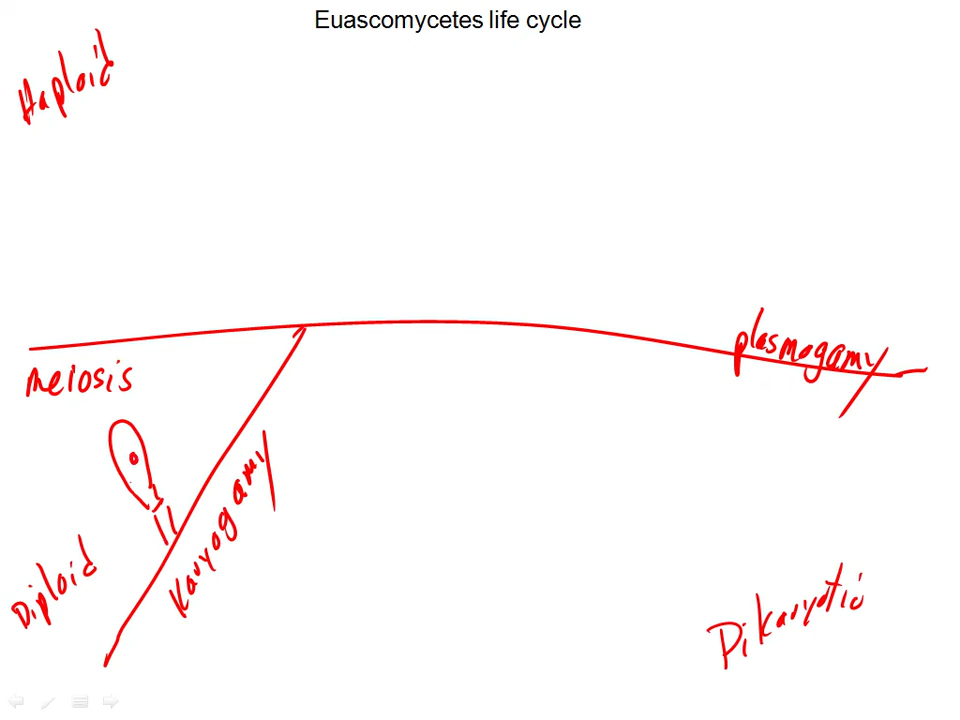 Euascomycetes life cycle
Haploid
plasmogamy
meiosis
Karyogamy
Diploid
Dikaryotic